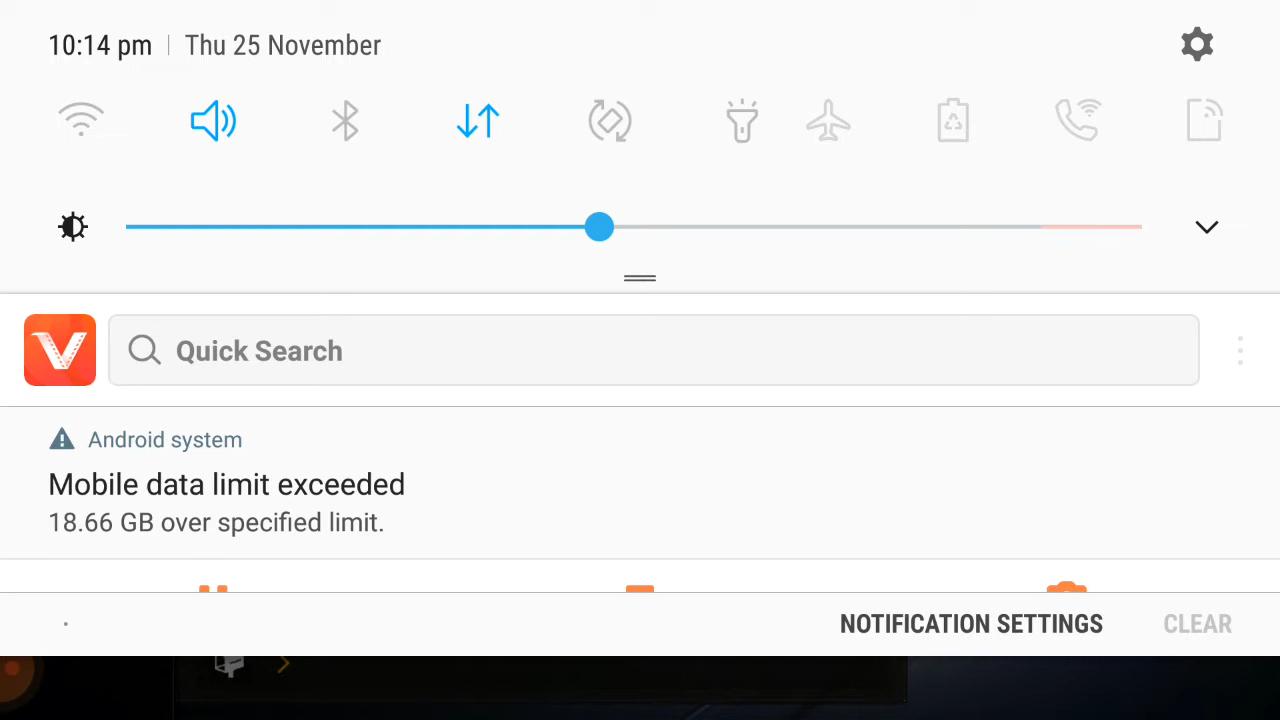 10:14 pm | Thu 25 November
Quick Search
Android system
Mobile data limit exceeded
18.66 GB over specified limit.
NOTIFICATION SETTINGS CLEAR